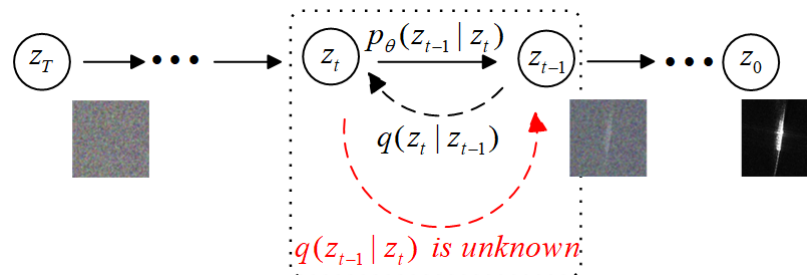 z_T ••• z_t p_θ(z_{t−1} | z_t) z_{t−1} ••• z_0
q(z_t | z_{t−1})
q(z_{t−1} | z_t) is unknown